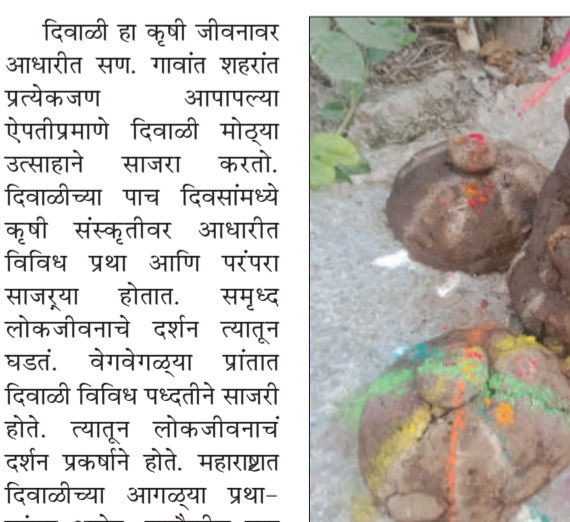 दिवाळी हा कृषी जीवनावर
आधारीत सण. गावांत शहरांत
प्रत्येकजण आपापल्या
ऐपतीप्रमाणे दिवाळी मोठ्या
उत्साहाने साजरा करतो.
दिवाळीच्या पाच दिवसांमध्ये
कृषी संस्कृतीवर आधारीत
विविध प्रथा आणि परंपरा
साजऱ्या होतात. समृध्द
लोकजीवनाचे दर्शन त्यातून
घडतं. वेगवेगळ्या प्रांतात
दिवाळी विविध पध्दतीने साजरी
होते. त्यातून लोकजीवनाचं
दर्शन प्रकर्षाने होते. महाराष्ट्रात
दिवाळीच्या आगळ्या प्रथा-